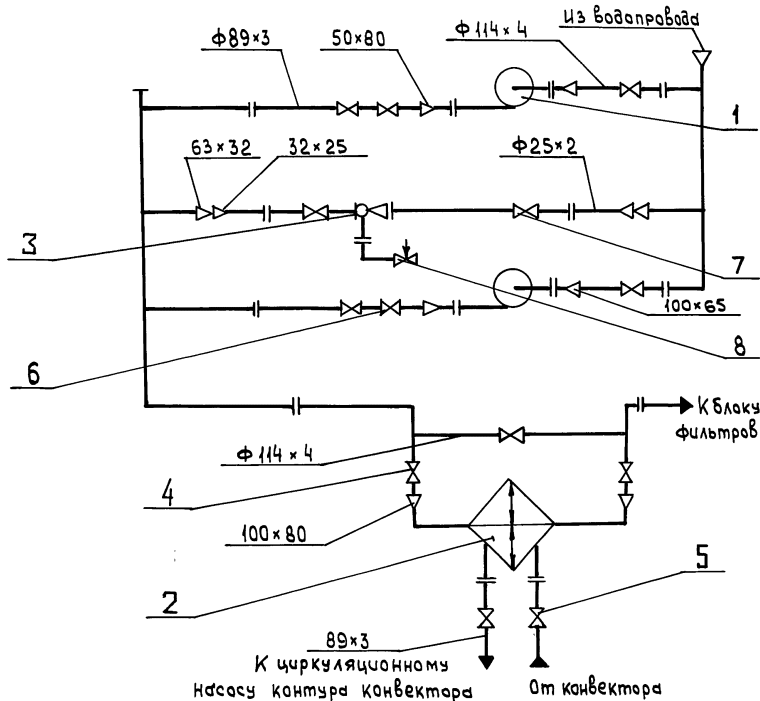 Из водопровода
ф89×3
50×80
ф114×4
1
63×32
32×25
ф25×2
3
7
100×65
6
8
К блоку
фильтров
ф114×4
4
100×80
5
2
89×3
К циркуляционному
насосу контура конвектора
От конвектора